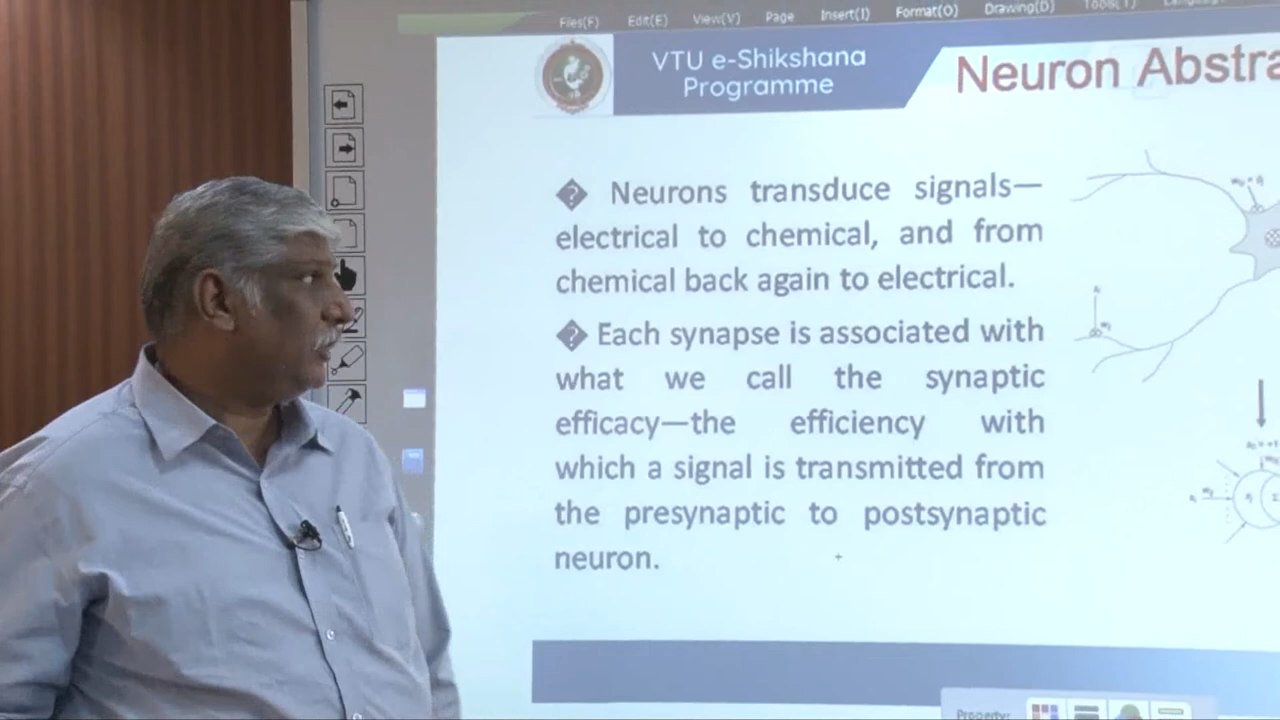 Files(F) Edit(E) View(V) Page Insert(I) Format(O) Drawing(D) Tools(T)
VTU e-Shikshana
Programme
Neuron Abstra
� Neurons transduce signals—
electrical to chemical, and from
chemical back again to electrical.
� Each synapse is associated with
what we call the synaptic
efficacy—the efficiency with
which a signal is transmitted from
the presynaptic to postsynaptic
neuron.
Property: